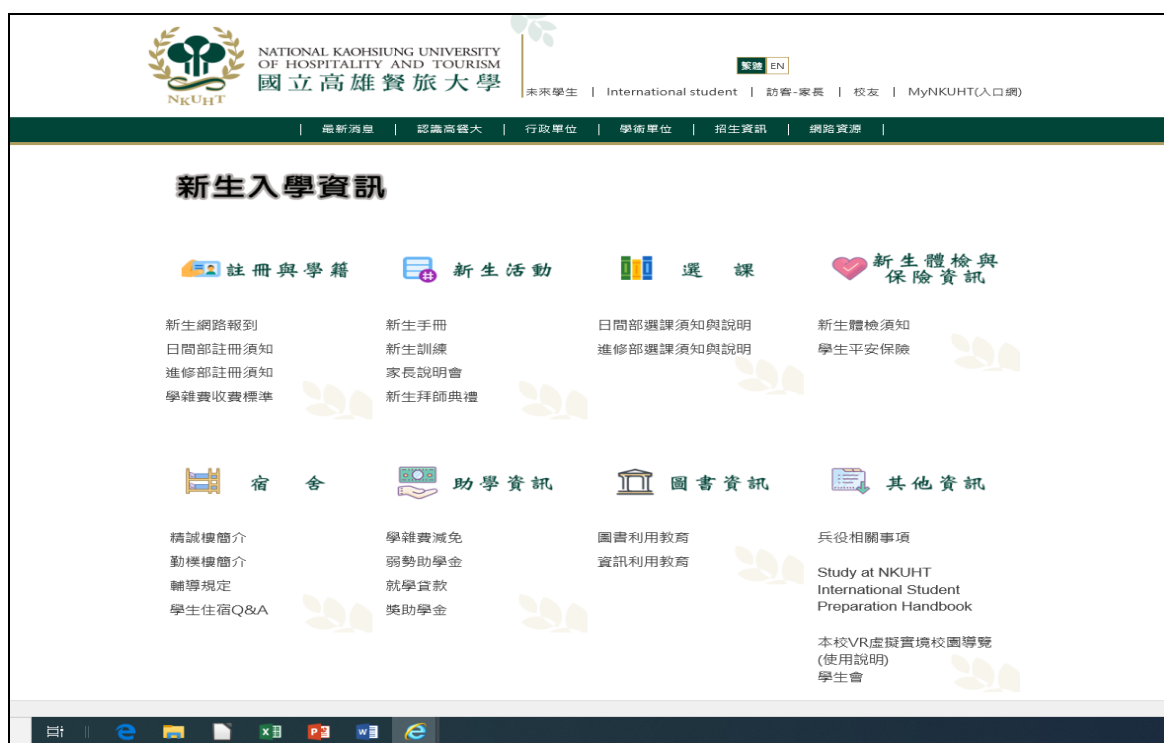 NATIONAL KAOHSIUNG UNIVERSITY
OF HOSPITALITY AND TOURISM
國立高雄餐旅大學
NKUHT
繁體 EN
未來學生 | International student | 訪客-家長 | 校友 | MyNKUHT(入口網)
| 最新消息 | 認識高餐大 | 行政單位 | 學術單位 | 招生資訊 | 網路資源 |
新生入學資訊
註冊與學籍
新生網路報到
日間部註冊須知
進修部註冊須知
學雜費收費標準
新生活動
新生手冊
新生訓練
家長說明會
新生拜師典禮
選 課
日間部選課須知與說明
進修部選課須知與說明
新生體檢與
保險資訊
新生體檢須知
學生平安保險
宿 舍
精誠樓簡介
勤樸樓簡介
輔導規定
學生住宿Q&A
助學資訊
學雜費減免
弱勢助學金
就學貸款
獎助學金
圖書資訊
圖書利用教育
資訊利用教育
其他資訊
兵役相關事項
Study at NKUHT
International Student
Preparation Handbook
本校VR虛擬實境校園導覽
(使用說明)
學生會